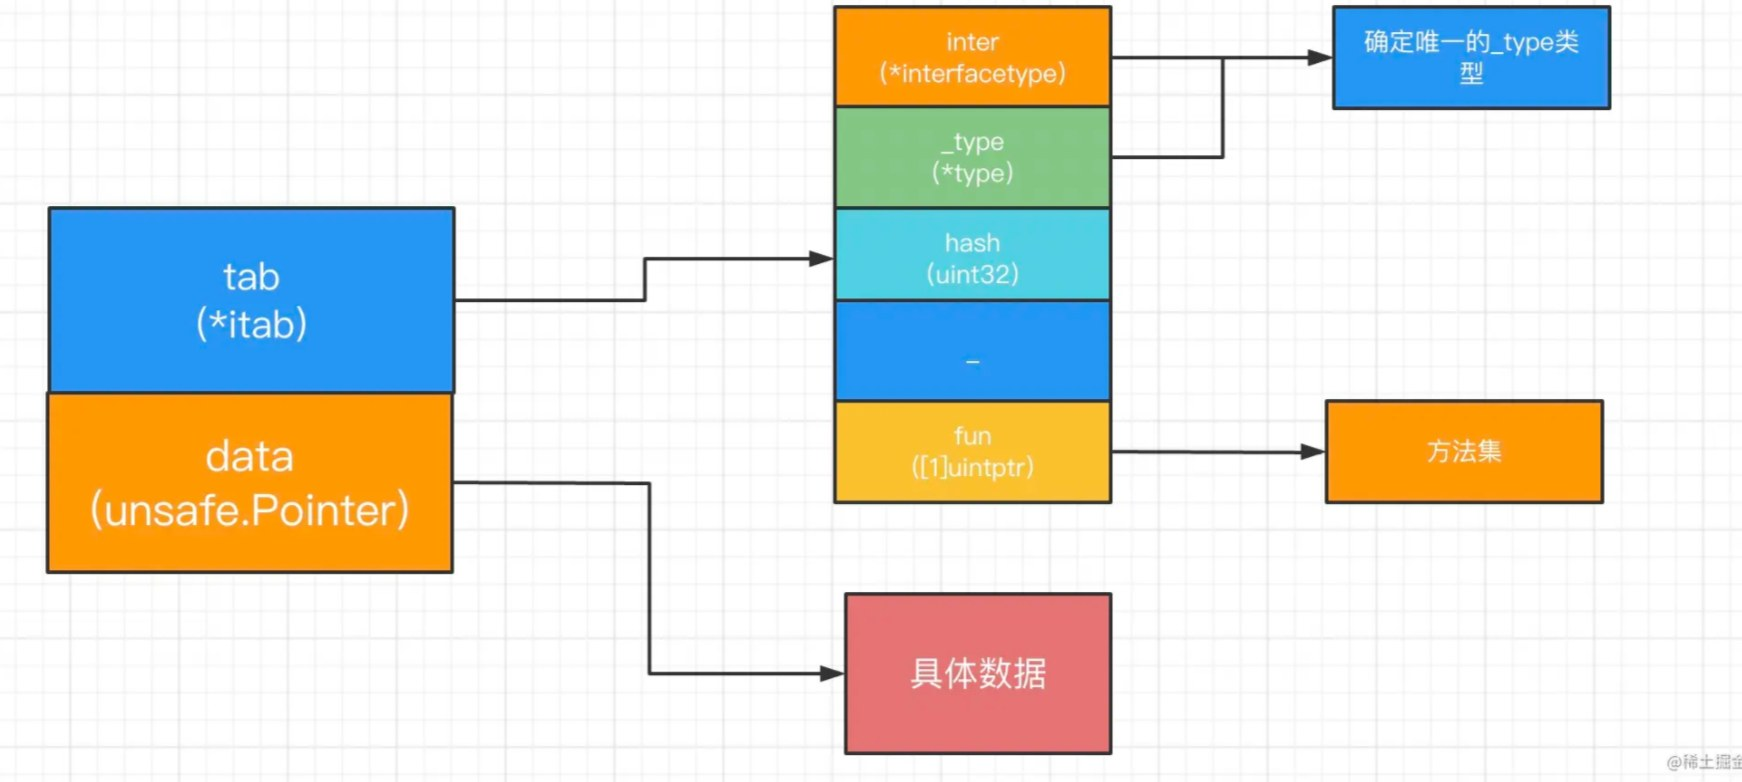 tab
(*itab)
data
(unsafe.Pointer)
inter
(*interfacetype)
_type
(*type)
hash
(uint32)
_
fun
([1]uintptr)
具体数据
确定唯一的_type类
型
方法集
@稀土掘金